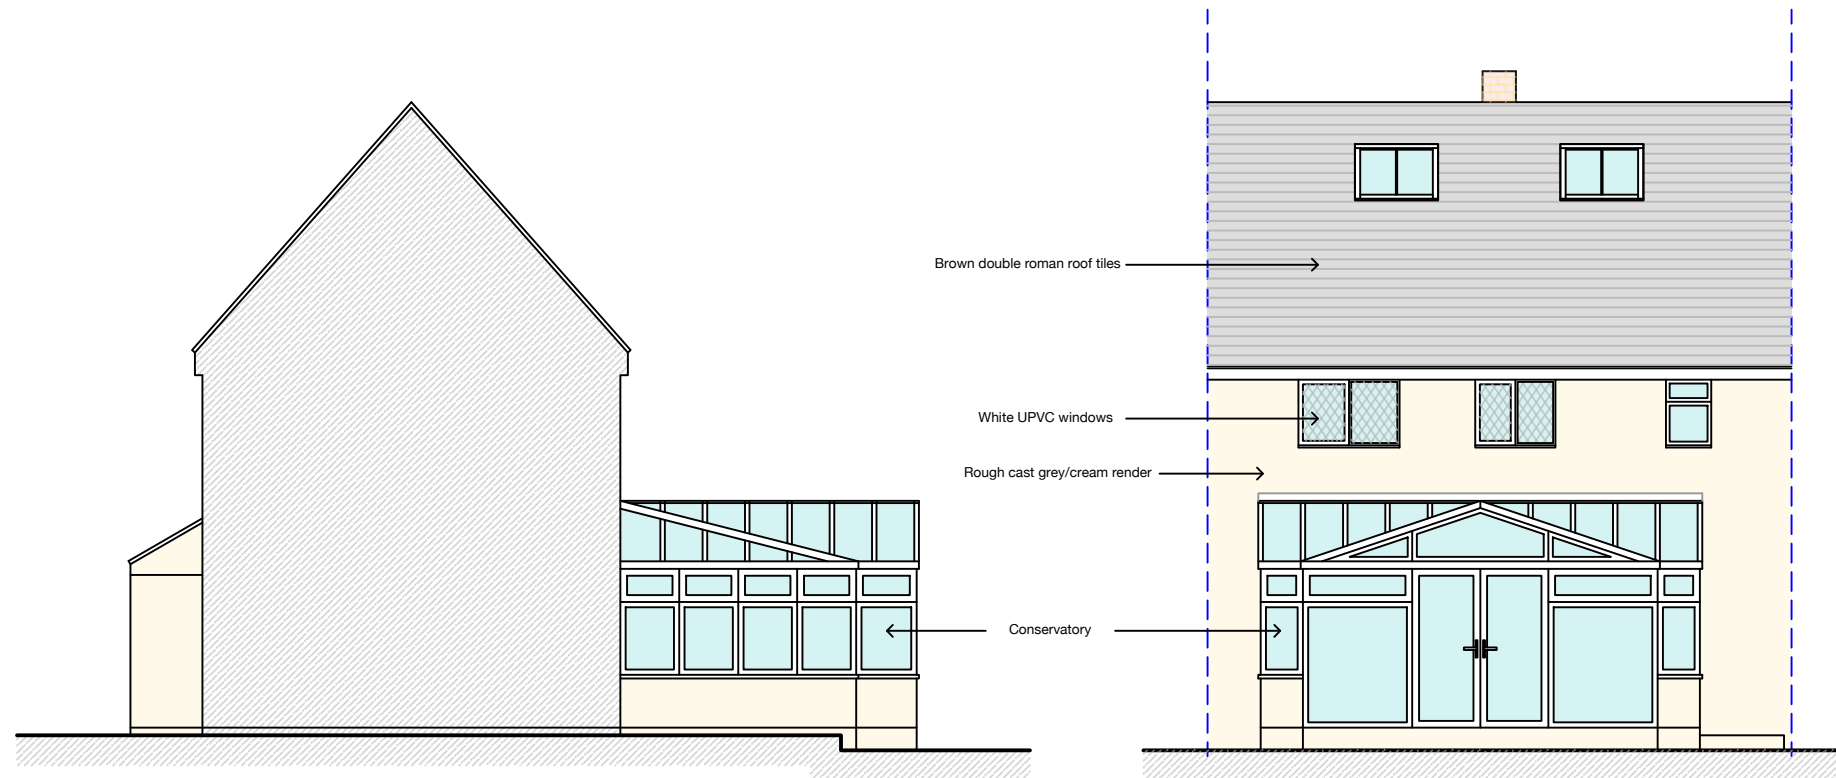 Brown double roman roof tiles
White UPVC windows
Rough cast grey/cream render
Conservatory